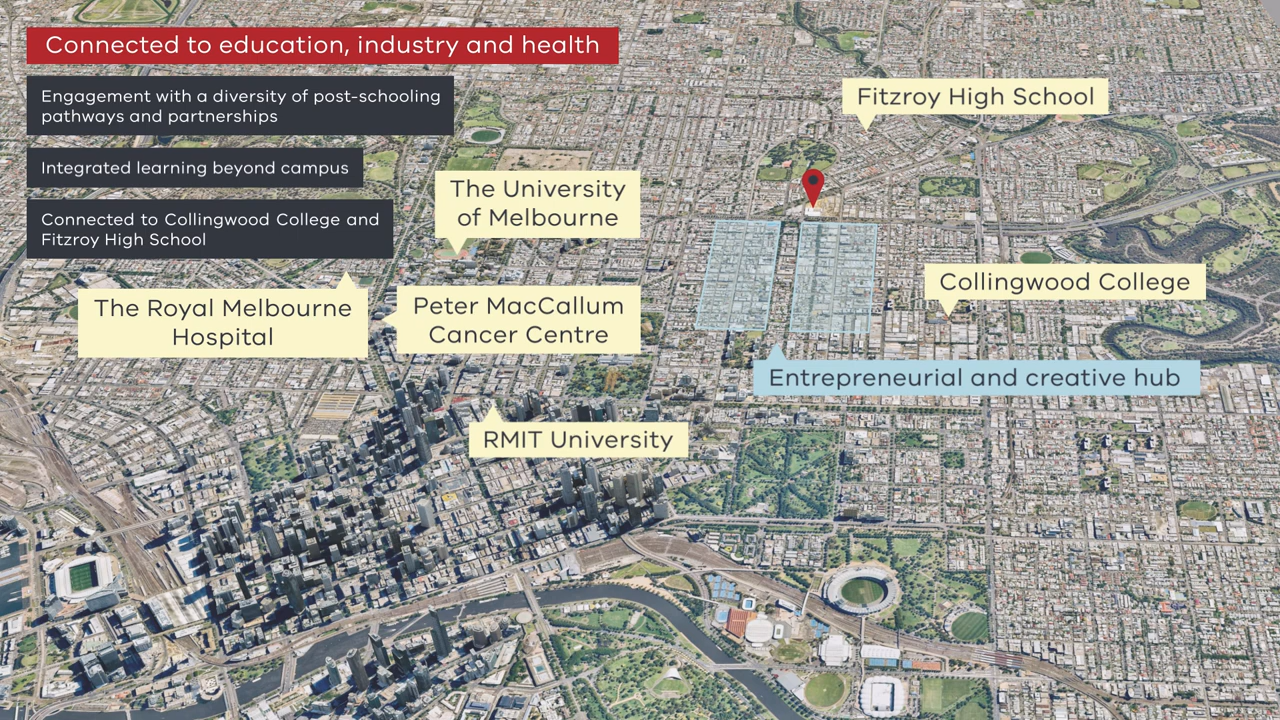 Connected to education, industry and health
Engagement with a diversity of post-schooling
pathways and partnerships
Integrated learning beyond campus
Connected to Collingwood College and
Fitzroy High School
Fitzroy High School
The University
of Melbourne
Collingwood College
The Royal Melbourne
Hospital
Peter MacCallum
Cancer Centre
Entrepreneurial and creative hub
RMIT University